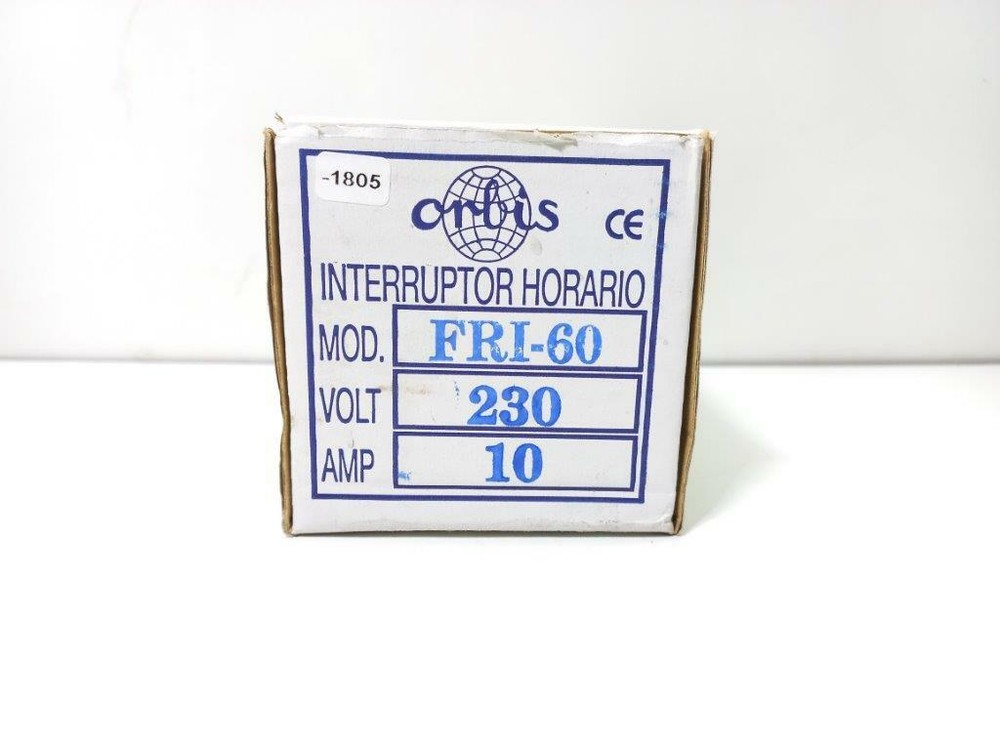 -1805
orbis
CE
INTERRUPTOR HORARIO
MOD. FRI-60
VOLT 230
AMP 10